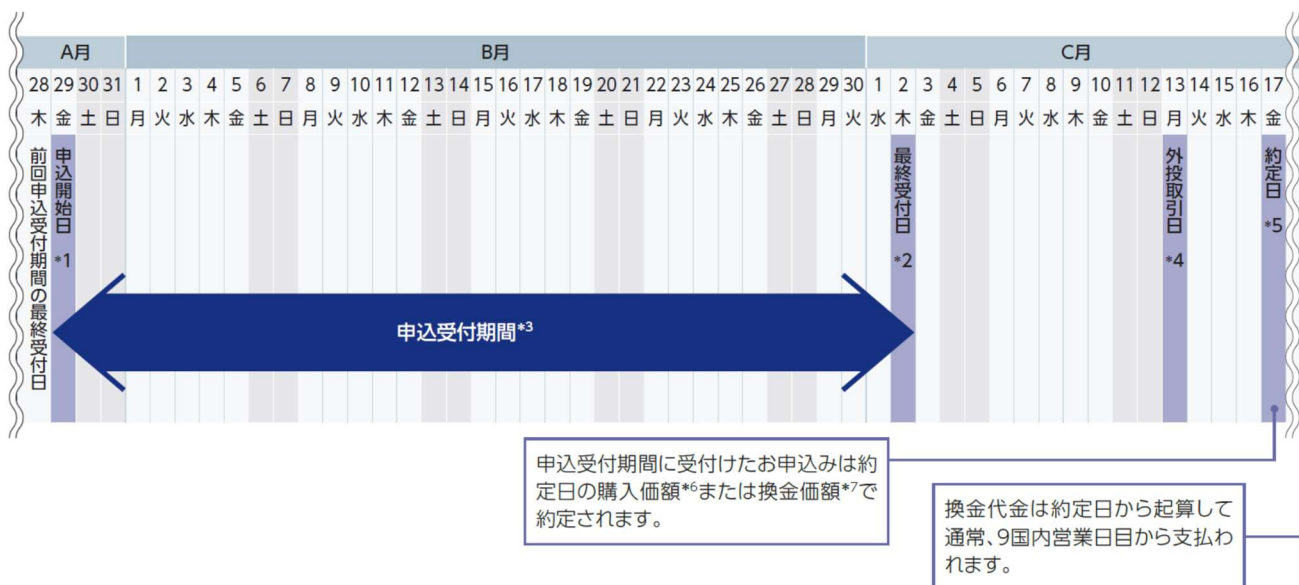 A月 B月 C月
28 29 30 31 1 2 3 4 5 6 7 8 9 10 11 12 13 14 15 16 17 18 19 20 21 22 23 24 25 26 27 28 29 30 1 2 3 4 5 6 7 8 9 10 11 12 13 14 15 16 17
木 金 土 日 月 火 水 木 金 土 日 月 火 水 木 金 土 日 月 火 水 木 金 土 日 月 火 水 木 金 土 日 月 火 水 木 金 土 日 月 火 水 木 金 土 日 月 火 水 木 金
前回申込受付期間の最終受付日
申込開始日 *1
最終受付日 *2
外投取引日 *4
約定日 *5
申込受付期間*3
申込受付期間に受付けたお申込みは約
定日の購入価額*6または換金価額*7で
約定されます。
換金代金は約定日から起算して
通常、9国内営業日目から支払わ
れます。